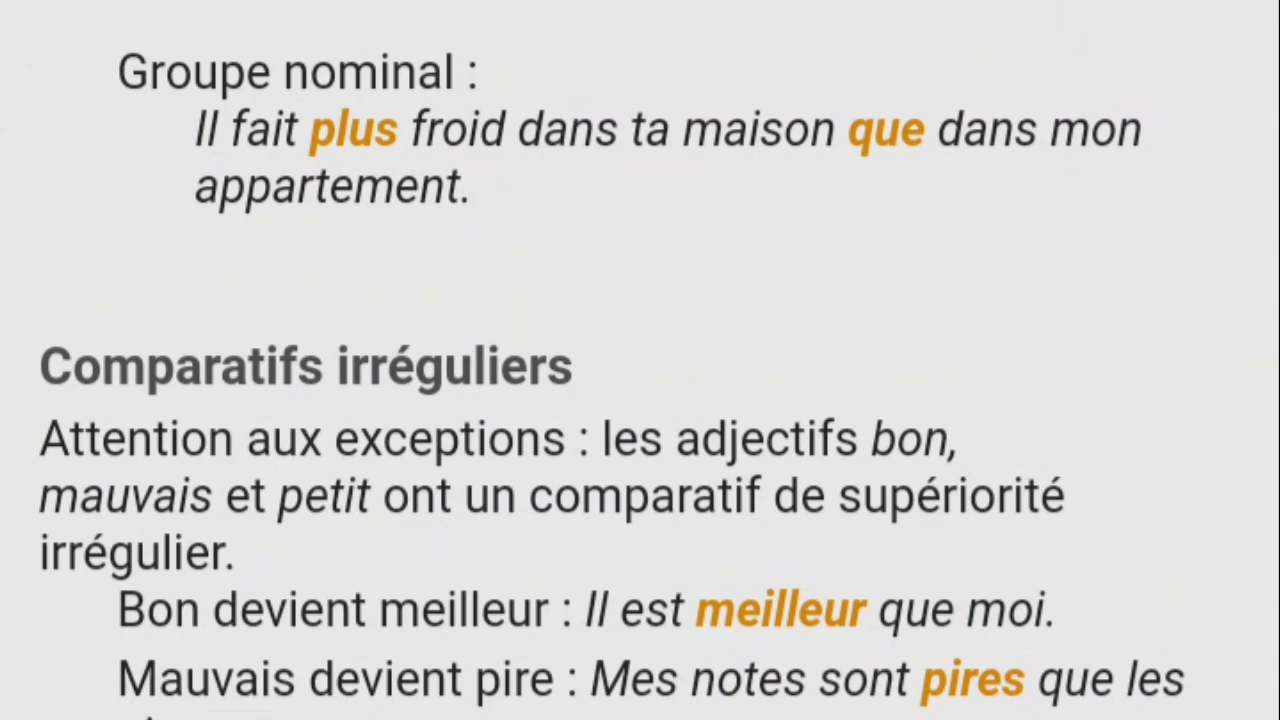 Groupe nominal :
Il fait plus froid dans ta maison que dans mon
appartement.
Comparatifs irréguliers
Attention aux exceptions : les adjectifs bon,
mauvais et petit ont un comparatif de supériorité
irrégulier.
Bon devient meilleur : Il est meilleur que moi.
Mauvais devient pire : Mes notes sont pires que les